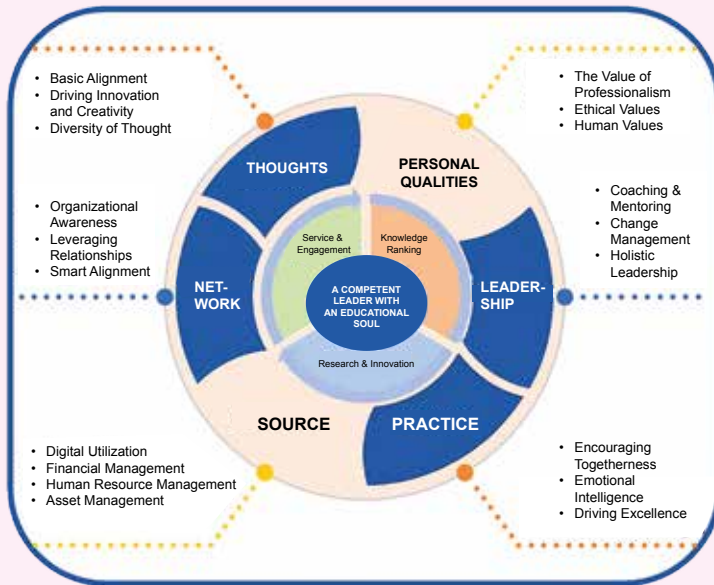 • Basic Alignment
• Driving Innovation
and Creativity
• Diversity of Thought
• The Value of
Professionalism
• Ethical Values
• Human Values
THOUGHTS
PERSONAL
QUALITIES
• Organizational
Awareness
• Leveraging
Relationships
• Smart Alignment
• Coaching &
Mentoring
• Change
Management
• Holistic
Leadership
NET-
WORK
Service &
Engagement
Knowledge
Ranking
LEADER-
SHIP
A COMPETENT
LEADER WITH
AN EDUCATIONAL
SOUL
Research & Innovation
SOURCE
PRACTICE
• Digital Utilization
• Financial Management
• Human Resource Management
• Asset Management
• Encouraging
Togetherness
• Emotional
Intelligence
• Driving Excellence